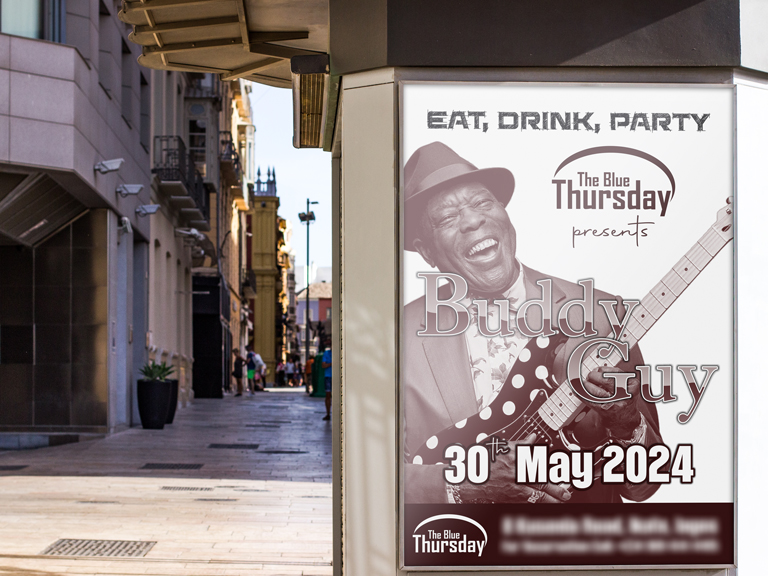 EAT, DRINK, PARTY
The Blue
Thursday
presents
Buddy
Guy
30th May 2024
The Blue
Thursday